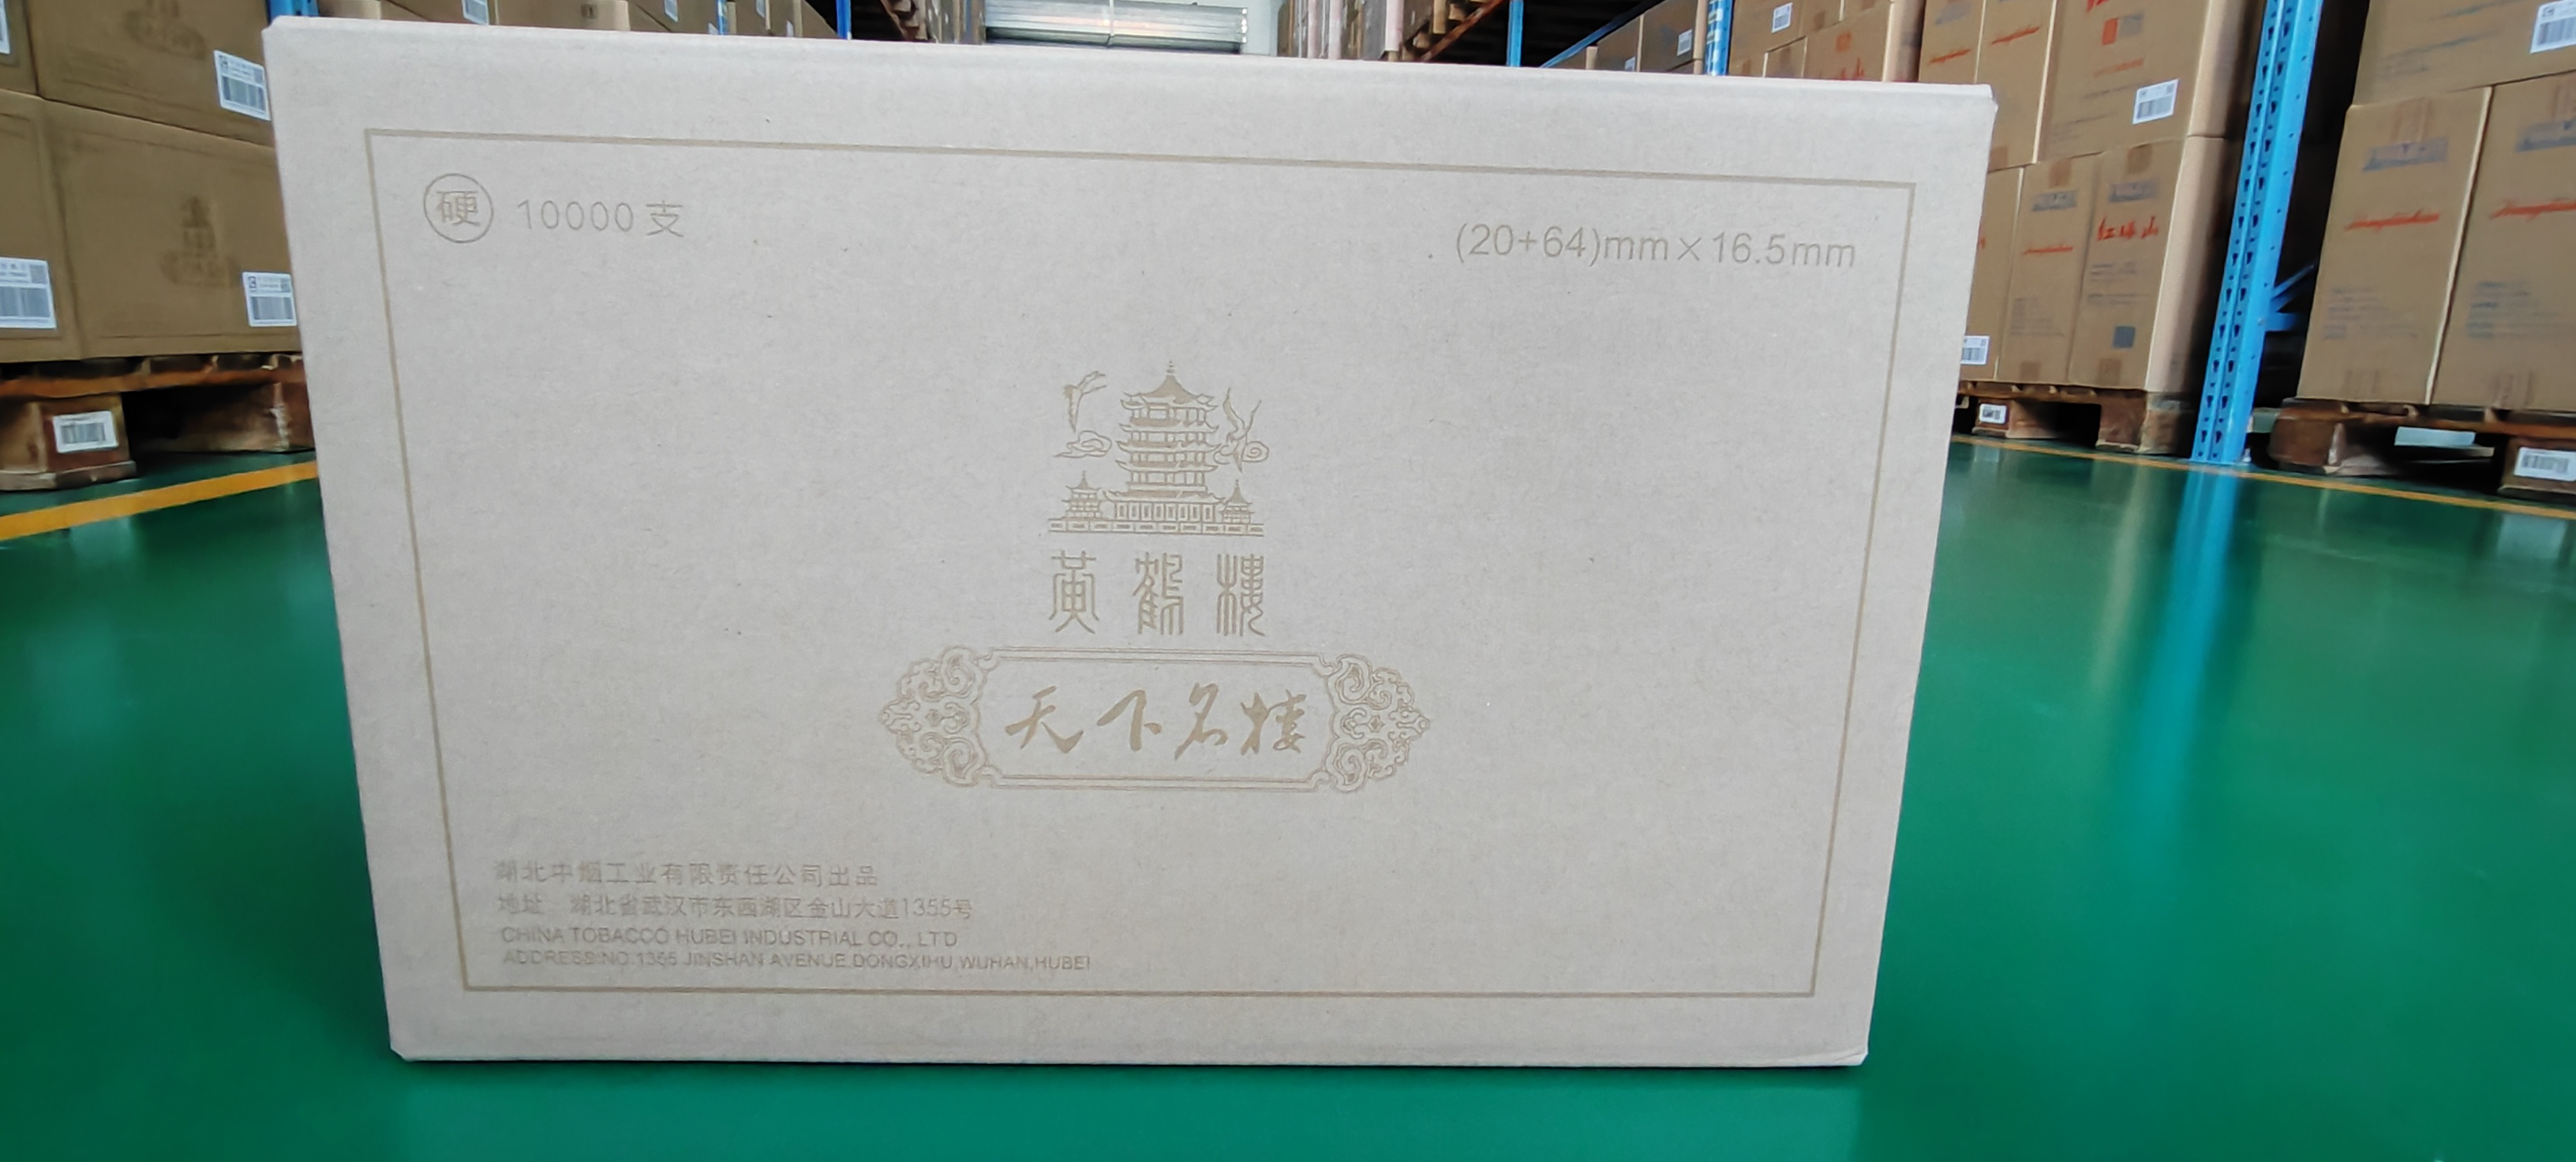 硬 10000支
(20+64)mm×16.5mm
黄鹤楼
天下名楼
湖北中烟工业有限责任公司出品
地址 湖北省武汉市东西湖区金山大道1355号
CHINA TOBACCO HUBEI INDUSTRIAL CO., LTD
ADDRESS:NO.1355 JINSHAN AVENUE,DONGXIHU,WUHAN,HUBEI